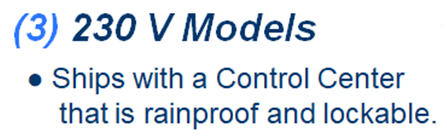 (3) 230 V Models
● Ships with a Control Center
that is rainproof and lockable.